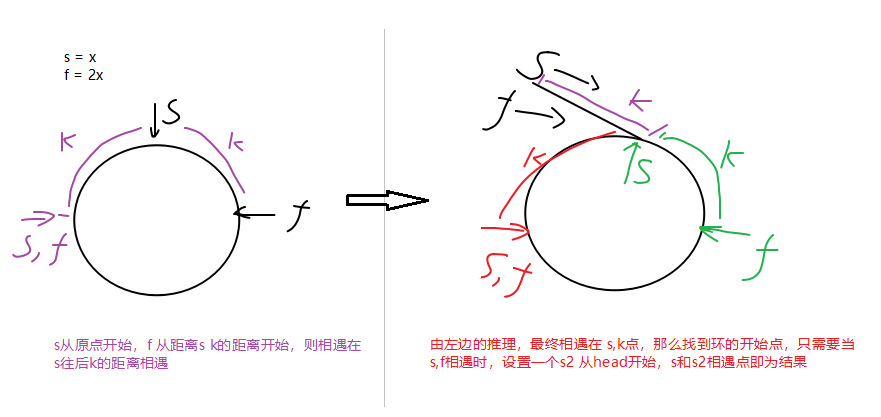 s = x
f = 2x
S
k
k
f
S, f
s从原点开始，f 从距离s k的距离开始，则相遇在
s往后k的距离相遇
S
k
f
k
k
S
S, f
f
由左边的推理，最终相遇在 s,k点，那么找到环的开始点，只需要当
s,f相遇时，设置一个s2 从head开始，s和s2相遇点即为结果